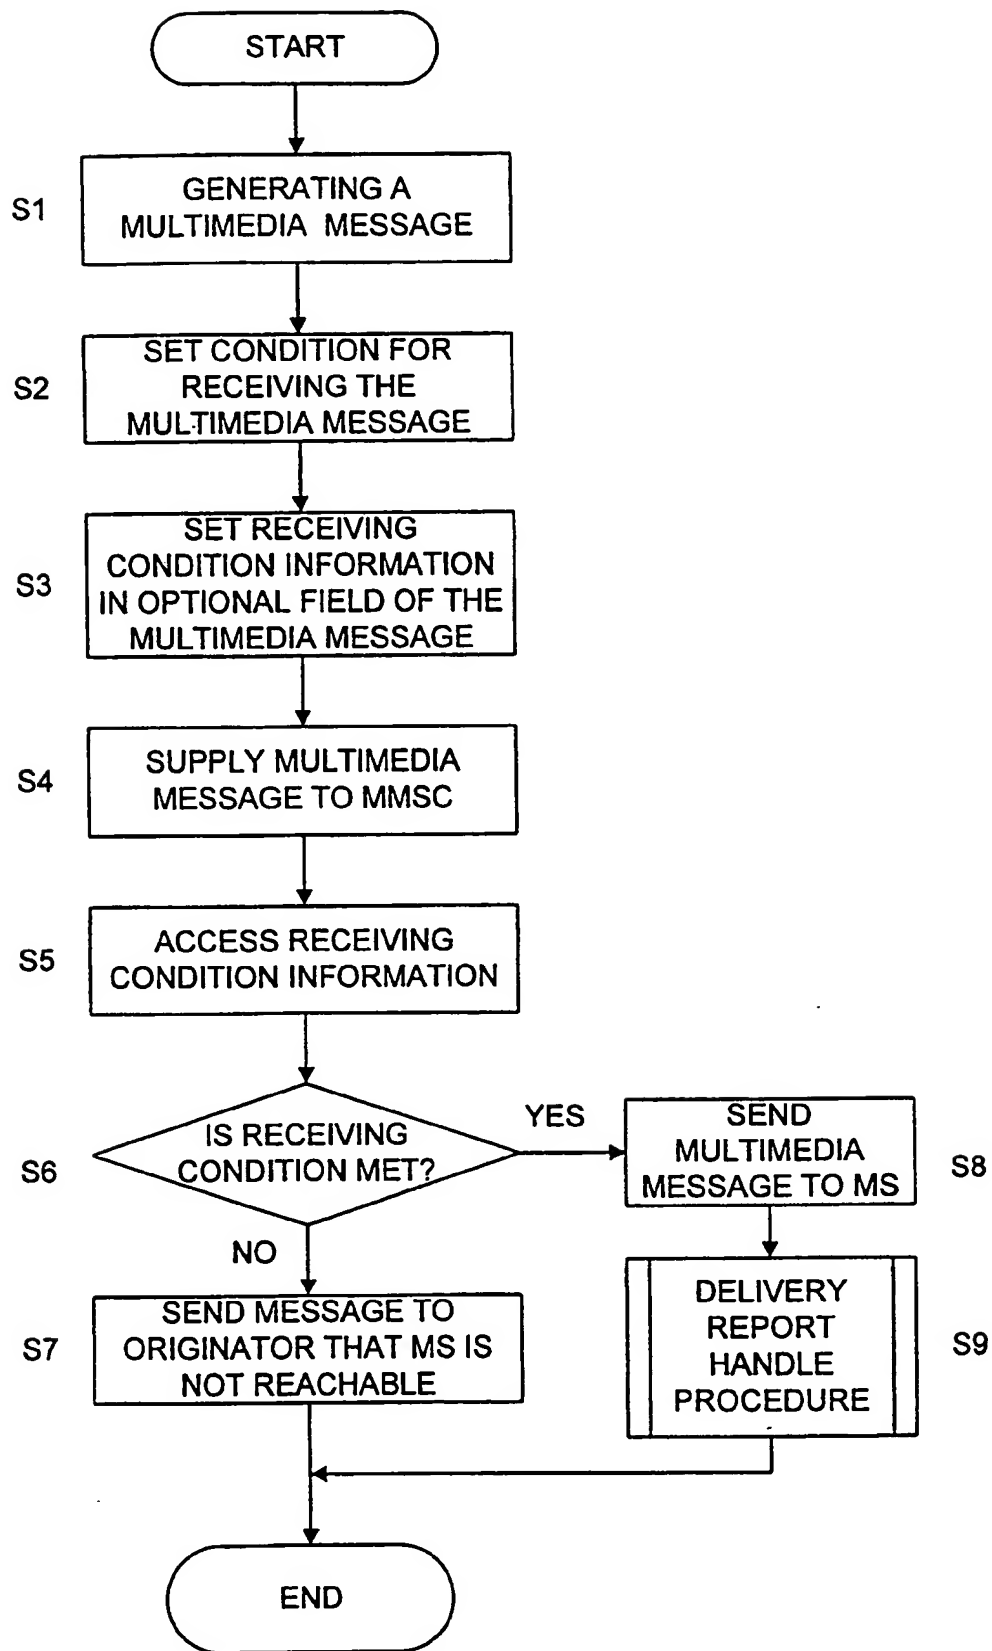 START
S1
GENERATING A
MULTIMEDIA MESSAGE
S2
SET CONDITION FOR
RECEIVING THE
MULTIMEDIA MESSAGE
S3
SET RECEIVING
CONDITION INFORMATION
IN OPTIONAL FIELD OF THE
MULTIMEDIA MESSAGE
S4
SUPPLY MULTIMEDIA
MESSAGE TO MMSC
S5
ACCESS RECEIVING
CONDITION INFORMATION
S6
IS RECEIVING
CONDITION MET?
YES
SEND
MULTIMEDIA
MESSAGE TO MS
S8
NO
S7
SEND MESSAGE TO
ORIGINATOR THAT MS IS
NOT REACHABLE
DELIVERY
REPORT
HANDLE
PROCEDURE
S9
END